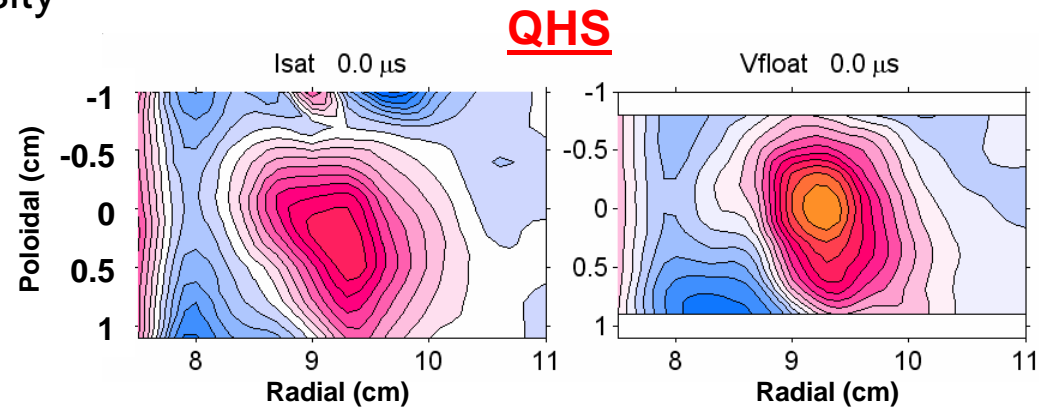 QHS
Isat 0.0 μs
-1
-0.5
0
0.5
1
Poloidal (cm)
8 9 10 11
Radial (cm)
Vfloat 0.0 μs
-1
-0.5
0
0.5
1
8 9 10 11
Radial (cm)